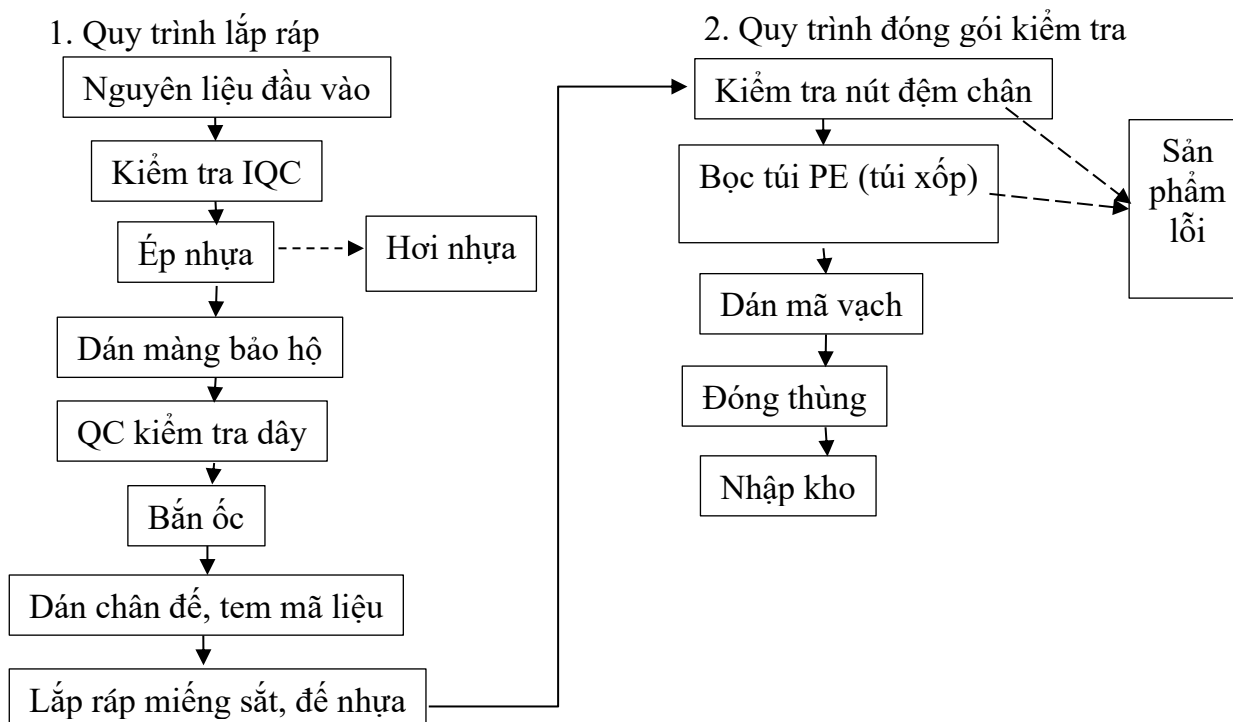 1. Quy trình lắp ráp
Nguyên liệu đầu vào
Kiểm tra IQC
Ép nhựa
Hơi nhựa
Dán màng bảo hộ
QC kiểm tra dây
Bắn ốc
Dán chân đế, tem mã liệu
Lắp ráp miếng sắt, đế nhựa
2. Quy trình đóng gói kiểm tra
Kiểm tra nút đệm chân
Bọc túi PE (túi xốp)
Sản
phẩm
lỗi
Dán mã vạch
Đóng thùng
Nhập kho